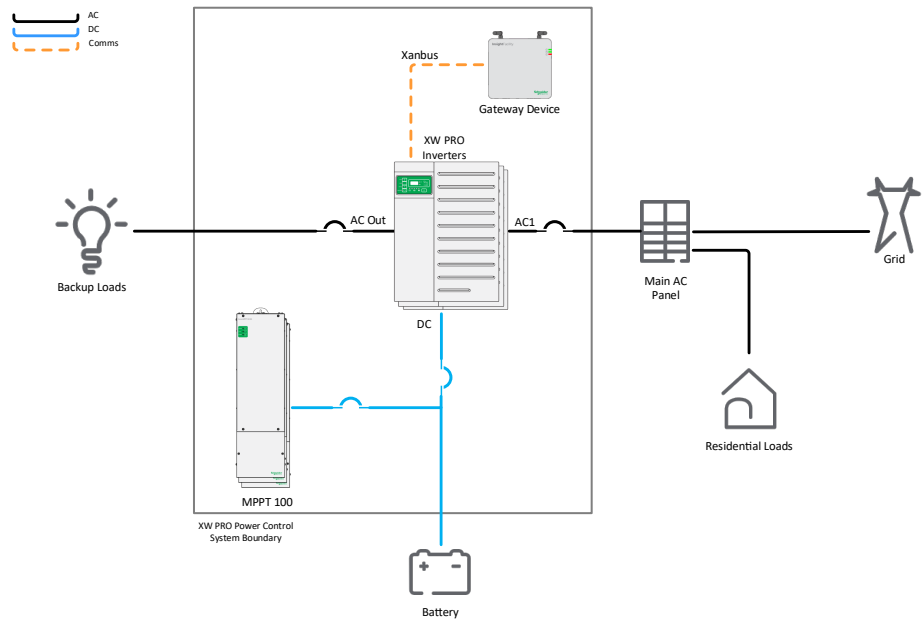 AC
DC
Comms
Xanbus
Gateway Device
XW PRO
Inverters
AC Out
AC1
Backup Loads
Main AC
Panel
Grid
DC
Residential Loads
MPPT 100
XW PRO Power Control
System Boundary
+ -
Battery